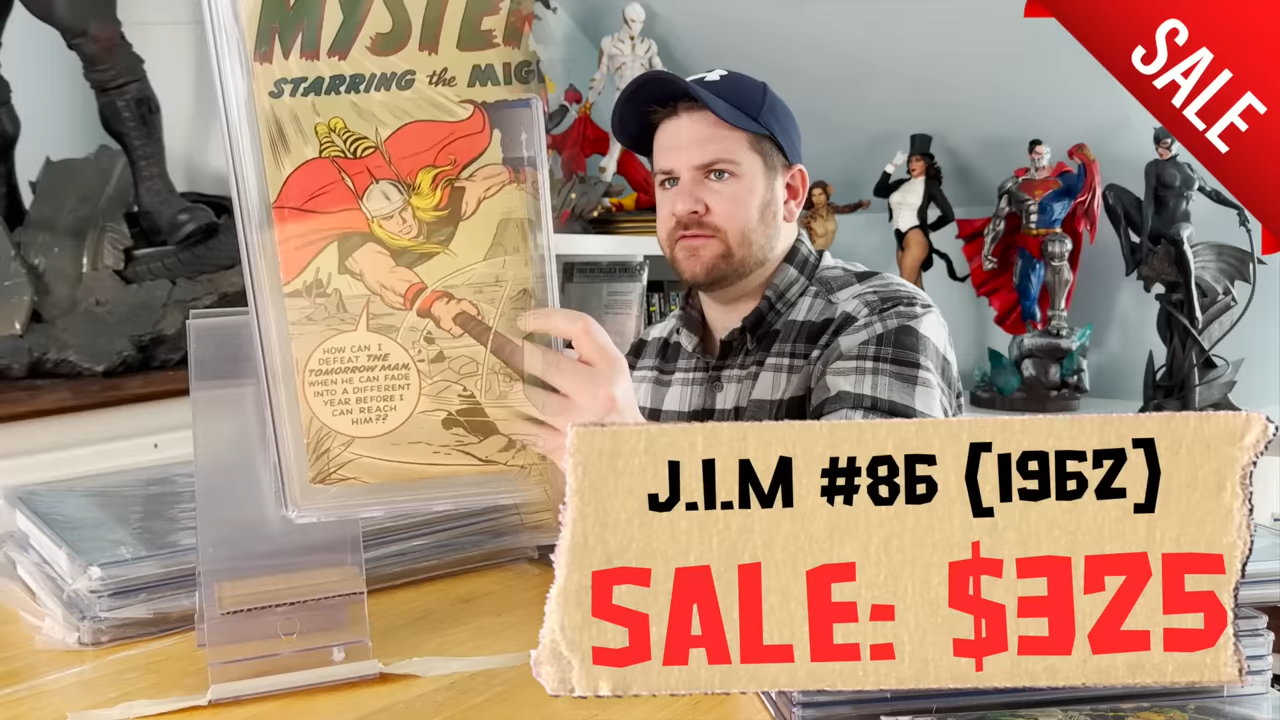 MYSTE
STARRING the MIG
HOW CAN I
DEFEAT THE
TOMORROW MAN,
WHEN HE CAN FADE
INTO A DIFFERENT
YEAR BEFORE I
CAN REACH
HIM??
SALE
J.I.M #86 (1962)
SALE: $325